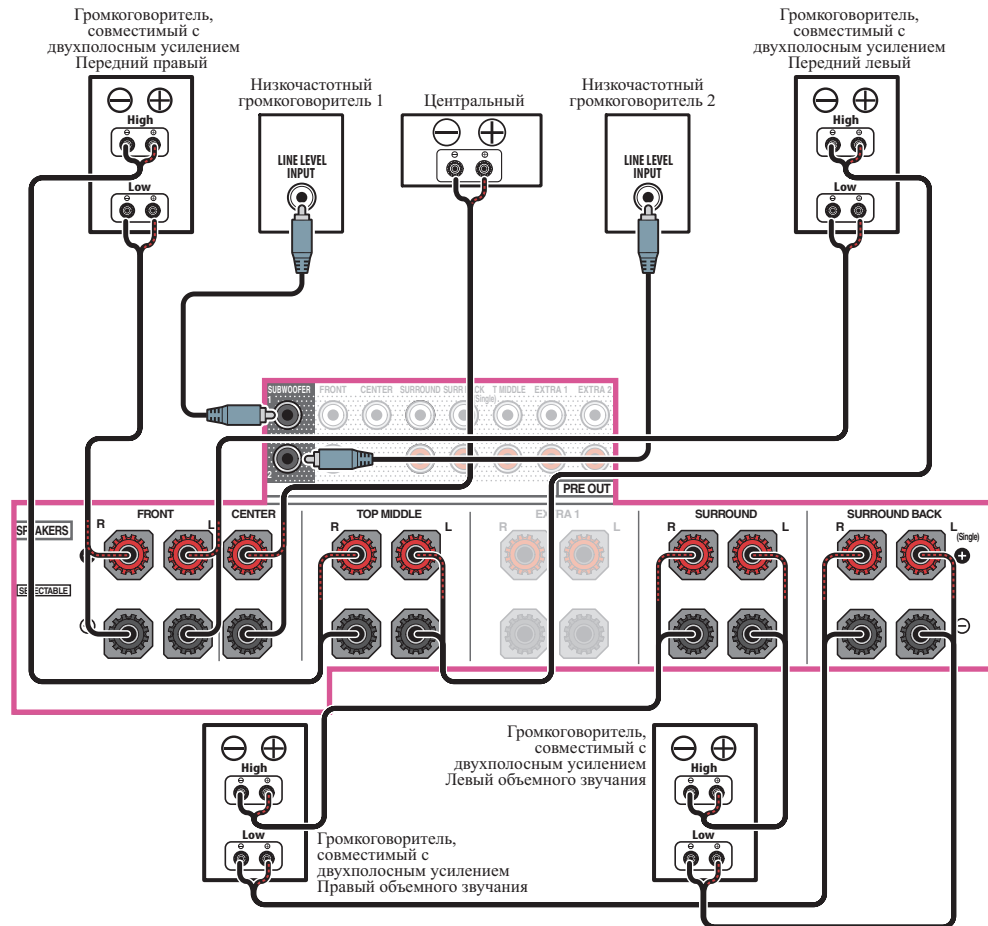 Громкоговоритель,
совместимый с
двухполосным усилением
Передний правый
High
Low
Низкочастотный
громкоговоритель 1
LINE LEVEL
INPUT
Центральный
Низкочастотный
громкоговоритель 2
LINE LEVEL
INPUT
Громкоговоритель,
совместимый с
двухполосным усилением
Передний левый
High
Low
SUBWOOFER FRONT CENTER SURROUND T MIDDLE EXTRA 1 EXTRA 2
1 (Single)
2
PRE OUT
SPEAKERS
FRONT CENTER TOP MIDDLE EXTRA 1 SURROUND SURROUND BACK
R L R L R L R L R L
(Single)
SELECTABLE
High
Low
Громкоговоритель,
совместимый с
двухполосным усилением
Правый объемного звучания
Громкоговоритель,
совместимый с
двухполосным усилением
Левый объемного звучания
High
Low